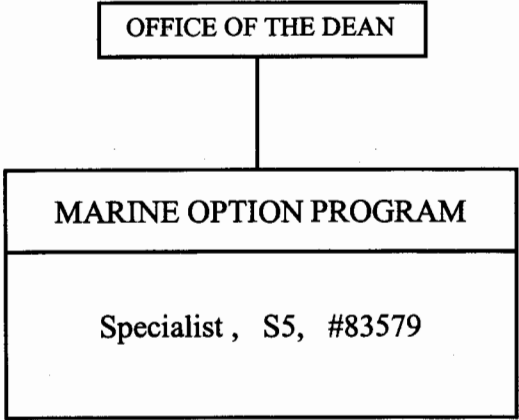 OFFICE OF THE DEAN
MARINE OPTION PROGRAM
Specialist , S5, #83579